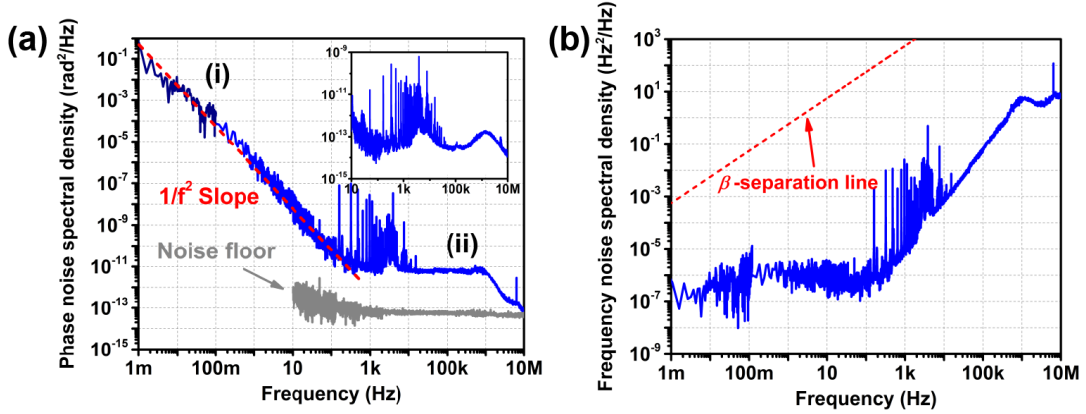 (a)
Phase noise spectral density (rad²/Hz)
10⁻¹
10⁻³
10⁻⁵
10⁻⁷
10⁻⁹
10⁻¹¹
10⁻¹³
10⁻¹⁵
(i)
1/f² Slope
Noise floor
(ii)
10⁻⁹
10⁻¹¹
10⁻¹³
10⁻¹⁵
10 1k 100k 10M
1m 100m 10 1k 100k 10M
Frequency (Hz)
(b)
Frequency noise spectral density (Hz²/Hz)
10³
10¹
10⁻¹
10⁻³
10⁻⁵
10⁻⁷
10⁻⁹
β-separation line
1m 100m 10 1k 100k 10M
Frequency (Hz)